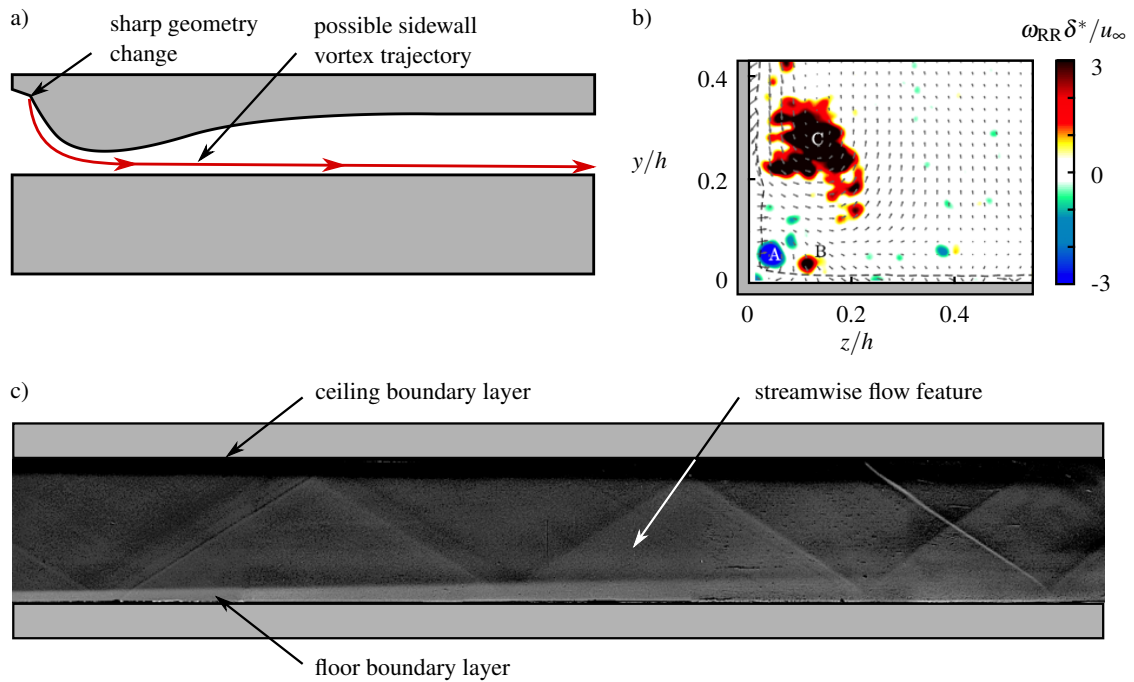 a)
sharp geometry
change
possible sidewall
vortex trajectory
b)
ω_RR δ*/u_∞
0.4
0.2
0
y/h
C
A
B
0
0.2
0.4
z/h
3
0
-3
c)
ceiling boundary layer
streamwise flow feature
floor boundary layer